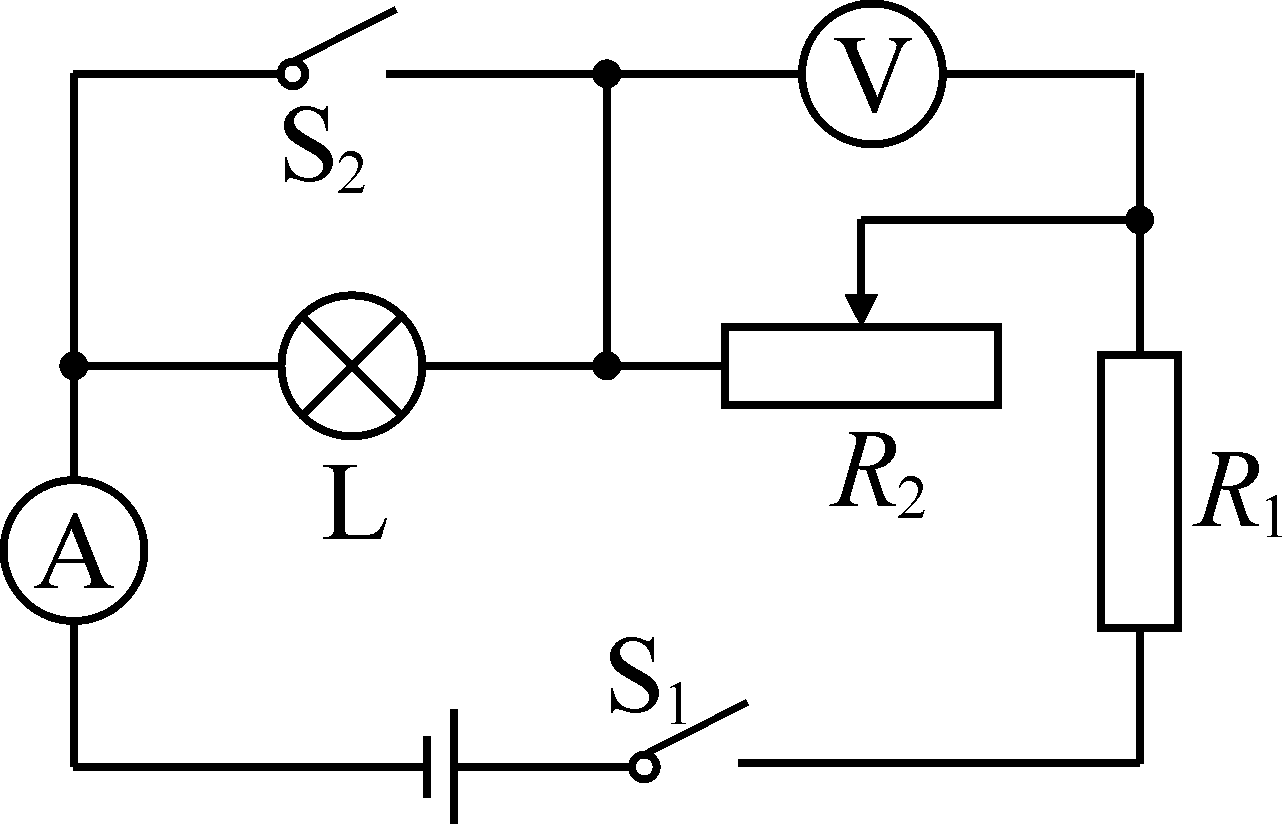 V
S₂
R₂
R₁
L
A
S₁